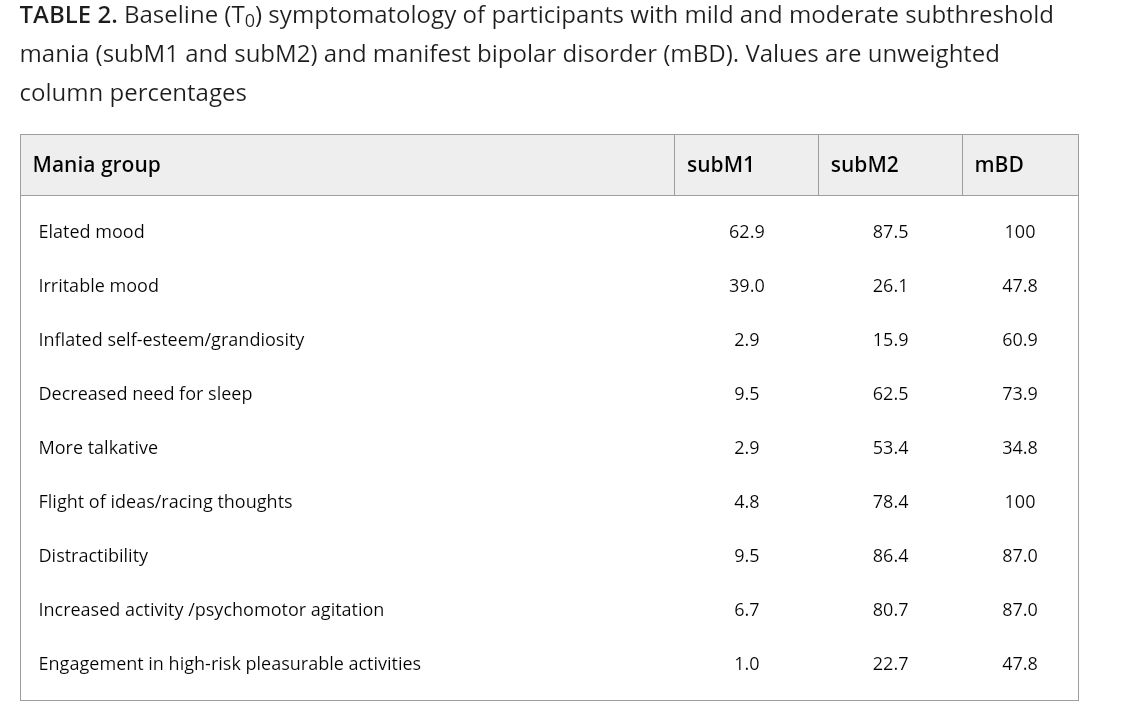 TABLE 2. Baseline (T0) symptomatology of participants with mild and moderate subthreshold
mania (subM1 and subM2) and manifest bipolar disorder (mBD). Values are unweighted
column percentages
Mania group subM1 subM2 mBD
Elated mood 62.9 87.5 100
Irritable mood 39.0 26.1 47.8
Inflated self-esteem/grandiosity 2.9 15.9 60.9
Decreased need for sleep 9.5 62.5 73.9
More talkative 2.9 53.4 34.8
Flight of ideas/racing thoughts 4.8 78.4 100
Distractibility 9.5 86.4 87.0
Increased activity /psychomotor agitation 6.7 80.7 87.0
Engagement in high-risk pleasurable activities 1.0 22.7 47.8